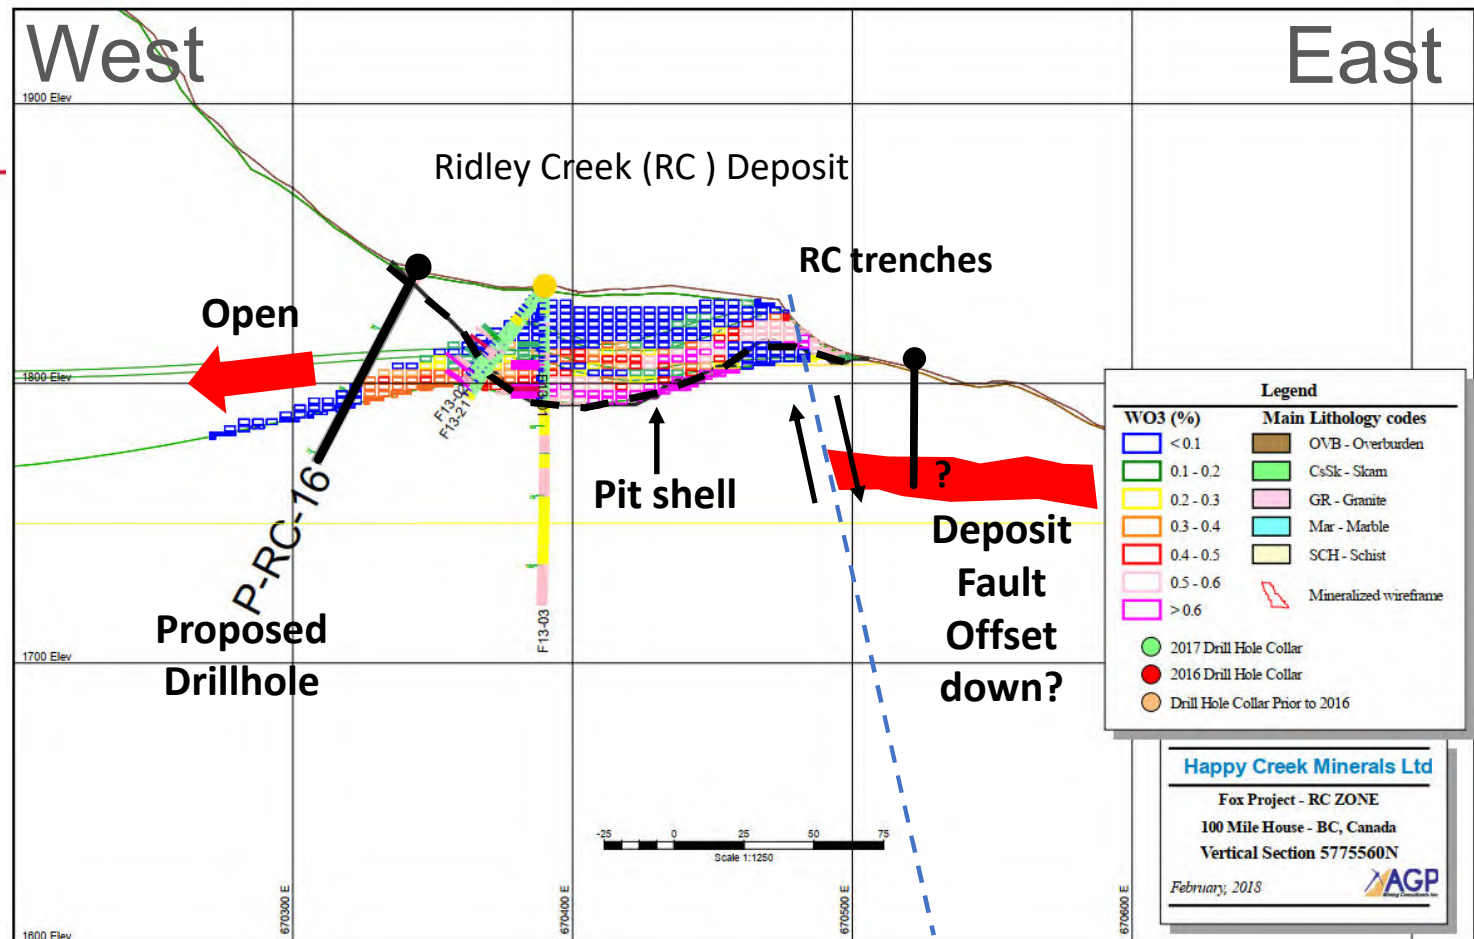 West
East
1900 Elev
Ridley Creek (RC ) Deposit
RC trenches
Open
1800 Elev
F13-21
F13-03
Pit shell
?
P-RC-16
Proposed
Drillhole
Deposit
Fault
Offset
down?
1700 Elev
Legend
WO3 (%)
Main Lithology codes
< 0.1
OVB - Overburden
0.1 - 0.2
CsSk - Skarn
0.2 - 0.3
GR - Granite
0.3 - 0.4
Mar - Marble
0.4 - 0.5
SCH - Schist
0.5 - 0.6
Mineralized wireframe
> 0.6
2017 Drill Hole Collar
2016 Drill Hole Collar
Drill Hole Collar Prior to 2016
Happy Creek Minerals Ltd
Fox Project - RC ZONE
100 Mile House - BC, Canada
Vertical Section 5775560N
February, 2018
AGP
Mining Consultants Inc.
-25 0 25 50 75
Scale 1:1250
670300 E
670400 E
670500 E
670600 E
1600 Elev